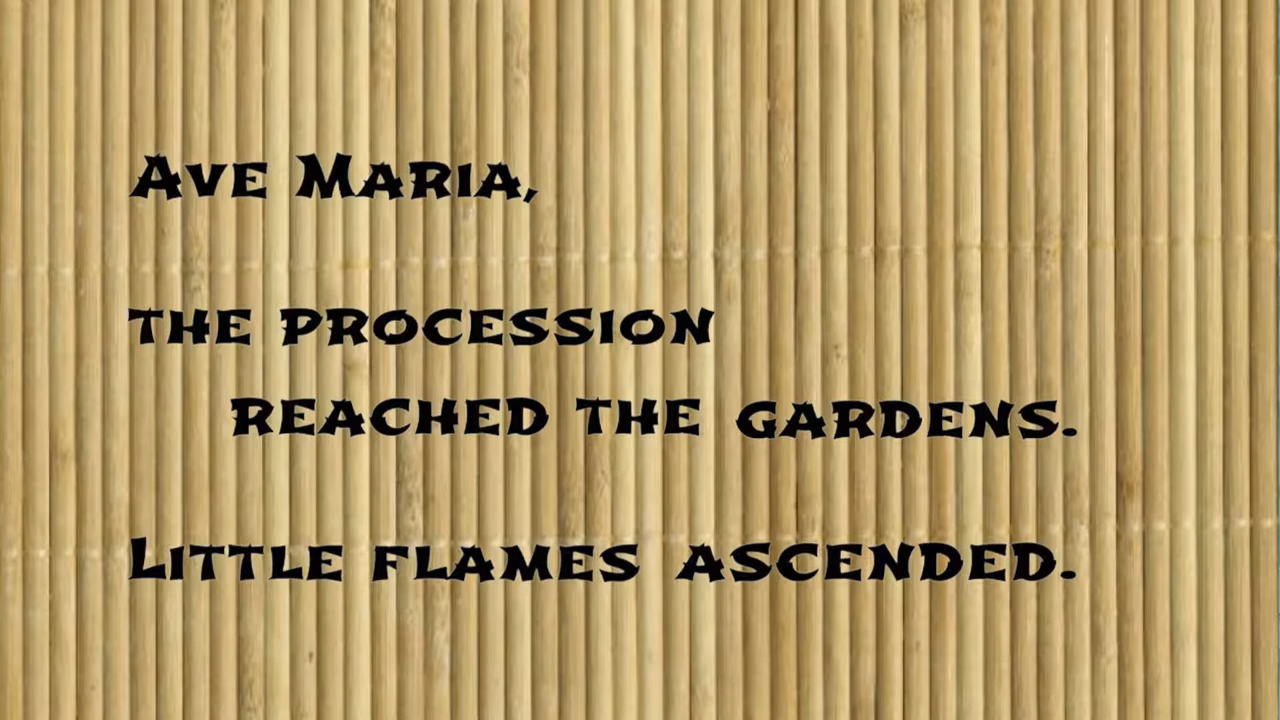 Ave Maria,
the procession
reached the gardens.
Little flames ascended.